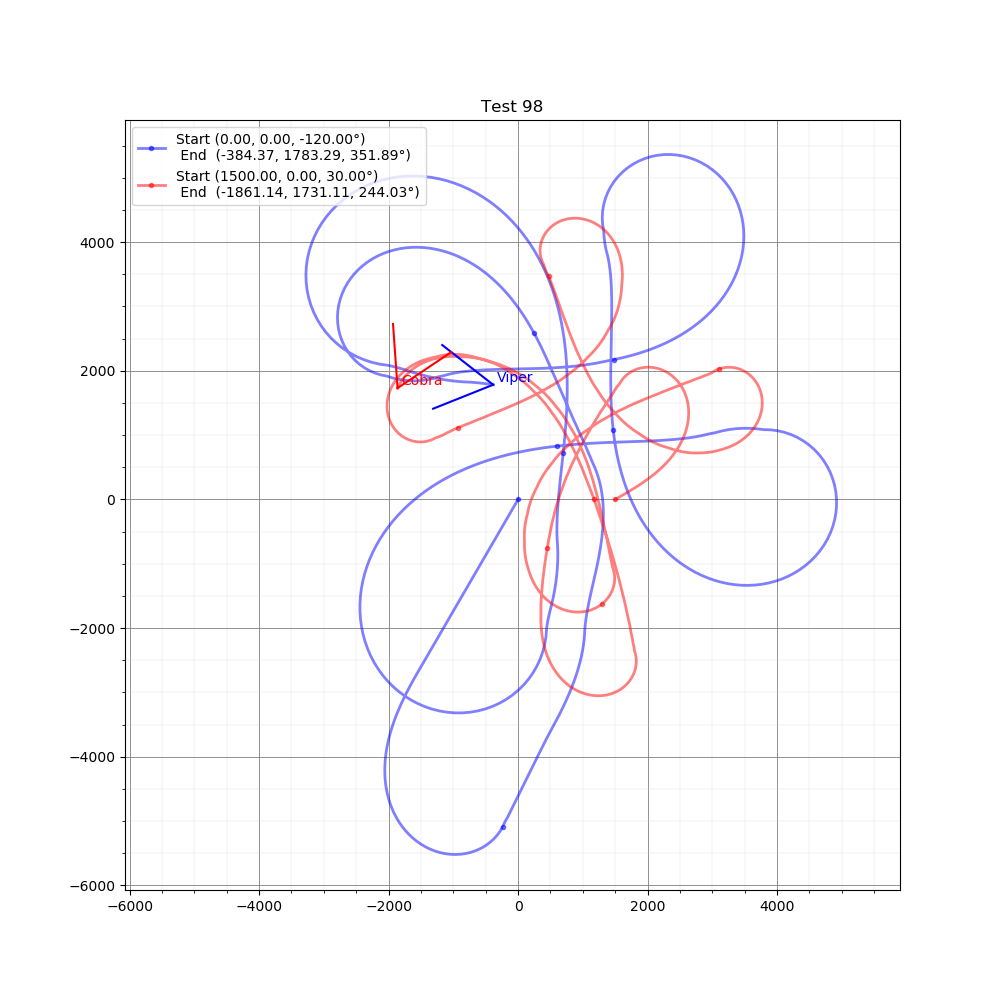 Test 98
Start (0.00, 0.00, -120.00°)
End  (-384.37, 1783.29, 351.89°)
Start (1500.00, 0.00, 30.00°)
End  (-1861.14, 1731.11, 244.03°)
4000
2000
0
−2000
−4000
−6000
Cobra
Viper
−6000 −4000 −2000 0 2000 4000